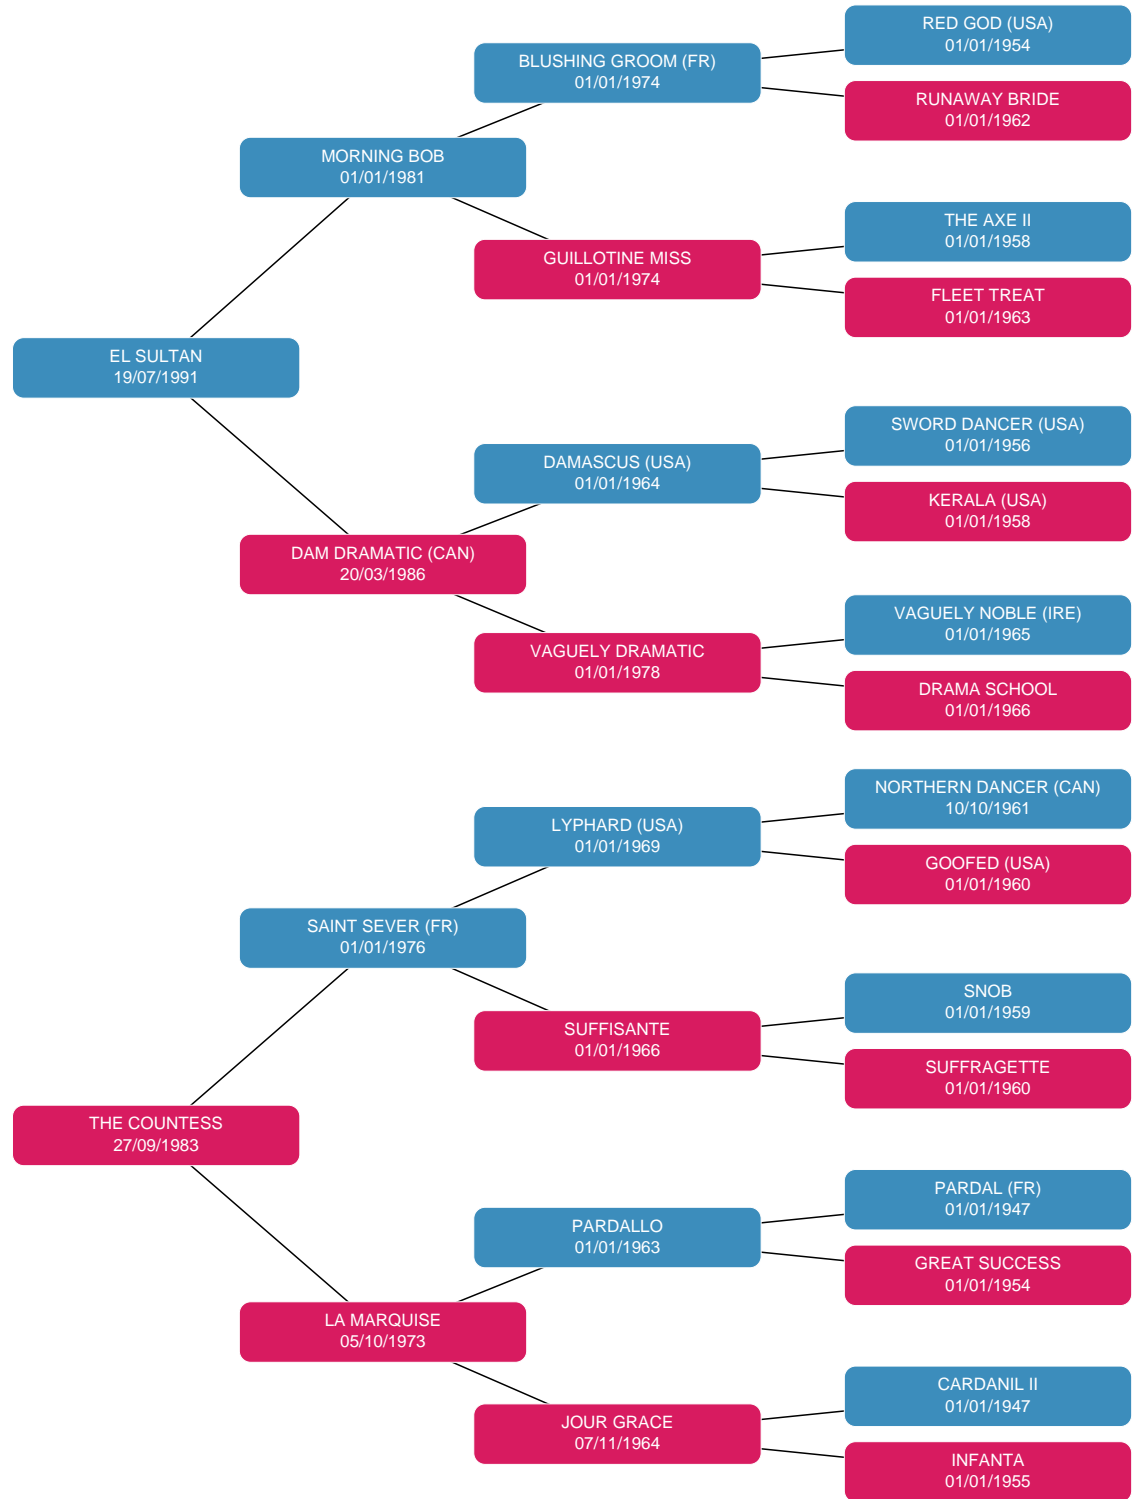 RED GOD (USA)
01/01/1954
BLUSHING GROOM (FR)
01/01/1974
RUNAWAY BRIDE
01/01/1962
MORNING BOB
01/01/1981
THE AXE II
01/01/1958
GUILLOTINE MISS
01/01/1974
FLEET TREAT
01/01/1963
EL SULTAN
19/07/1991
SWORD DANCER (USA)
01/01/1956
DAMASCUS (USA)
01/01/1964
KERALA (USA)
01/01/1958
DAM DRAMATIC (CAN)
20/03/1986
VAGUELY NOBLE (IRE)
01/01/1965
VAGUELY DRAMATIC
01/01/1978
DRAMA SCHOOL
01/01/1966
NORTHERN DANCER (CAN)
10/10/1961
LYPHARD (USA)
01/01/1969
GOOFED (USA)
01/01/1960
SAINT SEVER (FR)
01/01/1976
SNOB
01/01/1959
SUFFISANTE
01/01/1966
SUFFRAGETTE
01/01/1960
THE COUNTESS
27/09/1983
PARDAL (FR)
01/01/1947
PARDALLO
01/01/1963
GREAT SUCCESS
01/01/1954
LA MARQUISE
05/10/1973
CARDANIL II
01/01/1947
JOUR GRACE
07/11/1964
INFANTA
01/01/1955